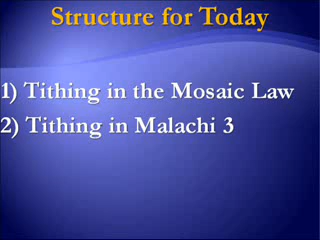 Structure for Today
1) Tithing in the Mosaic Law
2) Tithing in Malachi 3